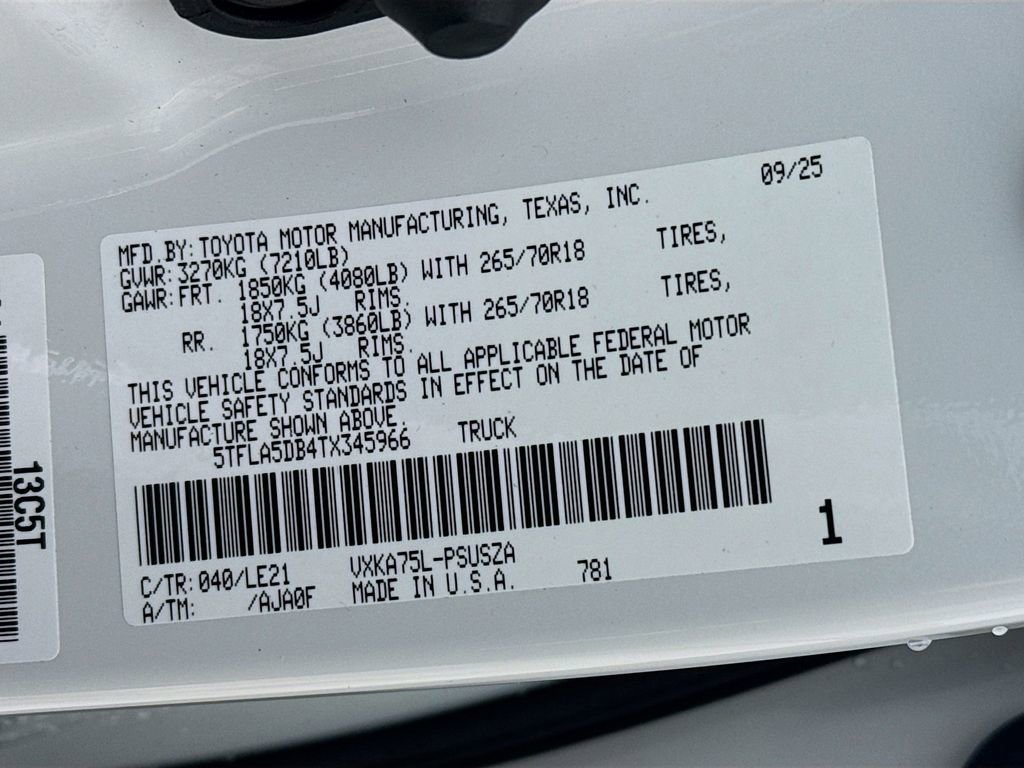 09/25
MFD.BY:TOYOTA MOTOR MANUFACTURING, TEXAS, INC.
GVWR:3270KG (7210LB)
GAWR:FRT. 1850KG (4080LB) WITH 265/70R18 TIRES,
18X7.5J RIMS.
RR. 1750KG (3860LB) WITH 265/70R18 TIRES,
18X7.5J RIMS.
THIS VEHICLE CONFORMS TO ALL APPLICABLE FEDERAL MOTOR
VEHICLE SAFETY STANDARDS IN EFFECT ON THE DATE OF
MANUFACTURE SHOWN ABOVE.
5TFLA5DB4TX345966 TRUCK
1
C/TR:040/LE21 VXKA75L-PSUSZA
A/TM: /AJA0F MADE IN U.S.A. 781
13C5T